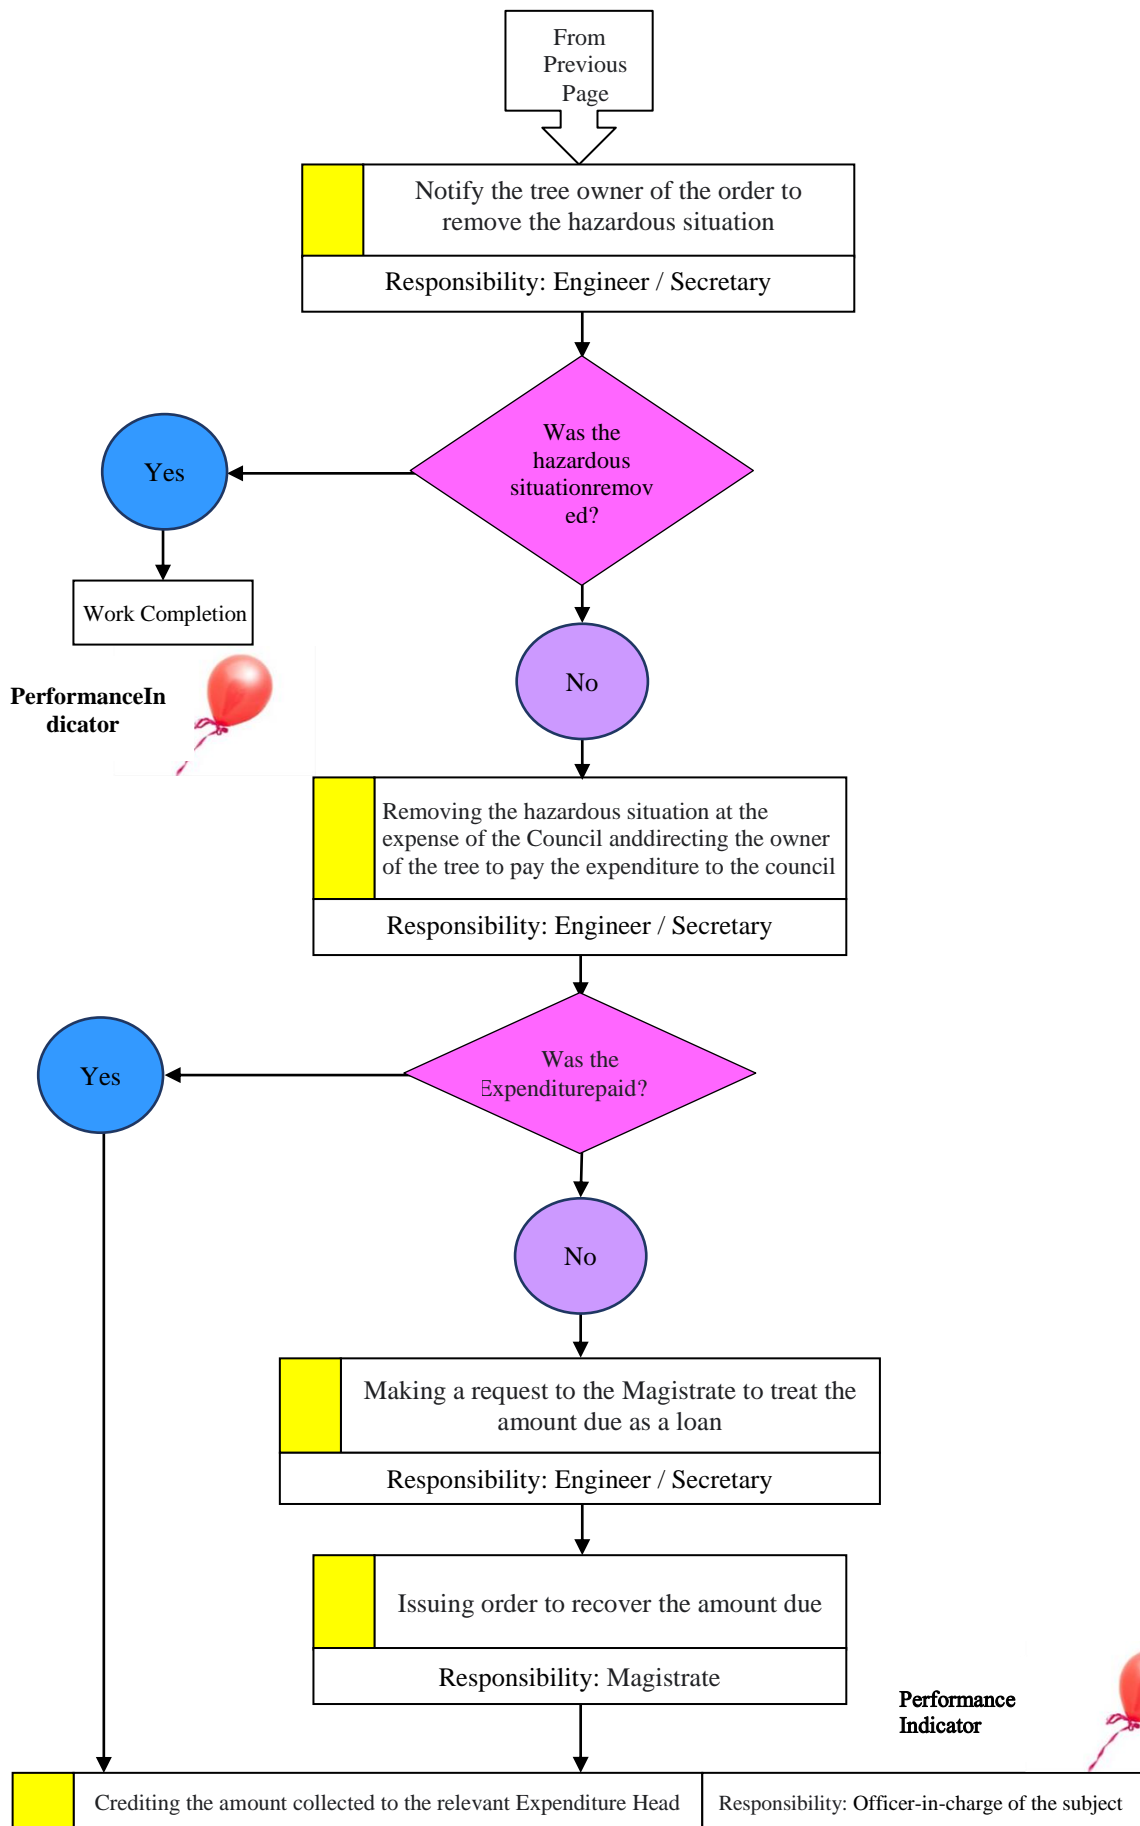 From
Previous
Page
Notify the tree owner of the order to
remove the hazardous situation
Responsibility: Engineer / Secretary
Was the
hazardous
situationremov
ed?
Yes
Work Completion
No
PerformanceIn
dicator
Removing the hazardous situation at the
expense of the Council anddirecting the owner
of the tree to pay the expenditure to the council
Responsibility: Engineer / Secretary
Was the
Expenditurepaid?
Yes
No
Making a request to the Magistrate to treat the
amount due as a loan
Responsibility: Engineer / Secretary
Issuing order to recover the amount due
Responsibility: Magistrate
Performance
Indicator
Crediting the amount collected to the relevant Expenditure Head
Responsibility: Officer-in-charge of the subject